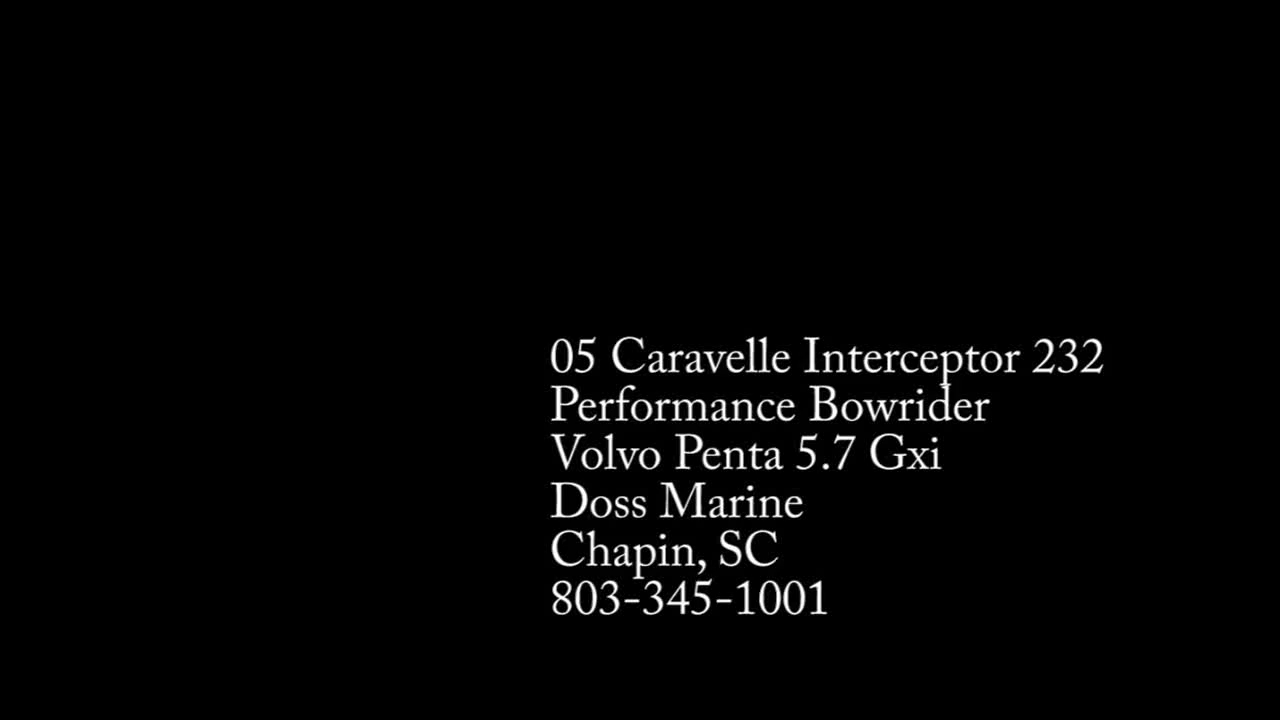 05 Caravelle Interceptor 232
Performance Bowrider
Volvo Penta 5.7 Gxi
Doss Marine
Chapin, SC
803-345-1001